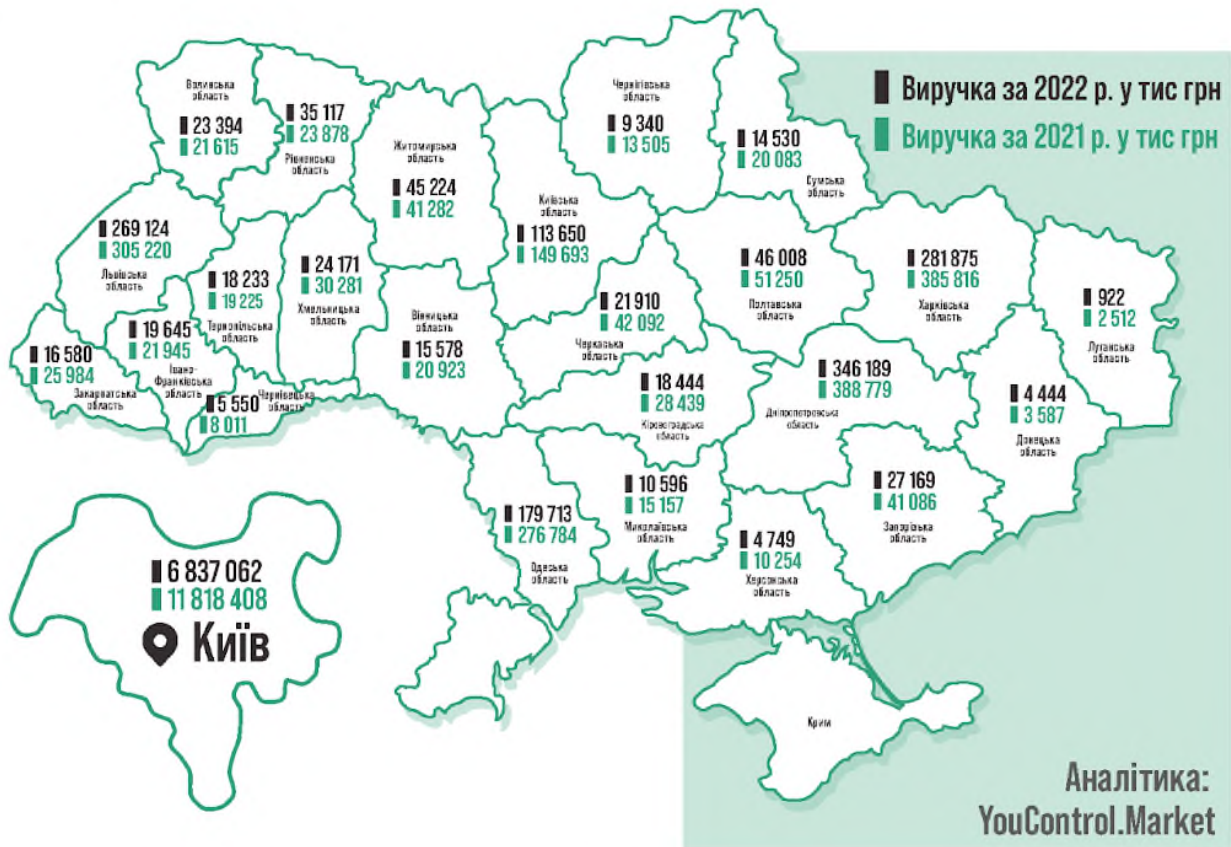 Виручка за 2022 р. у тис грн
Виручка за 2021 р. у тис грн
Волинська
область
23 394
21 615
35 117
23 878
Рівненська
область
Житомирська
область
45 224
41 282
Київська
область
113 650
149 693
Чернігівська
область
9 340
13 505
14 530
20 083
Сумська
область
269 124
305 220
Львівська
область
18 233
19 225
Тернопільська
область
24 171
30 281
Хмельницька
область
Вінницька
область
15 578
20 923
21 910
42 092
Черкаська
область
46 008
51 250
Полтавська
область
281 875
385 816
Харківська
область
922
2 512
Луганська
область
16 580
25 984
Закарпатська
область
19 645
21 945
Івано-
Франківська
область
Чернівецька
область
5 550
8 011
18 444
28 439
Кіровоградська
область
346 189
388 779
Дніпропетровська
область
4 444
3 587
Донецька
область
179 713
276 784
Одеська
область
10 596
15 157
Миколаївська
область
4 749
10 254
Херсонська
область
27 169
41 086
Запорізька
область
6 837 062
11 818 408
Київ
Крим
Аналітика:
YouControl.Market